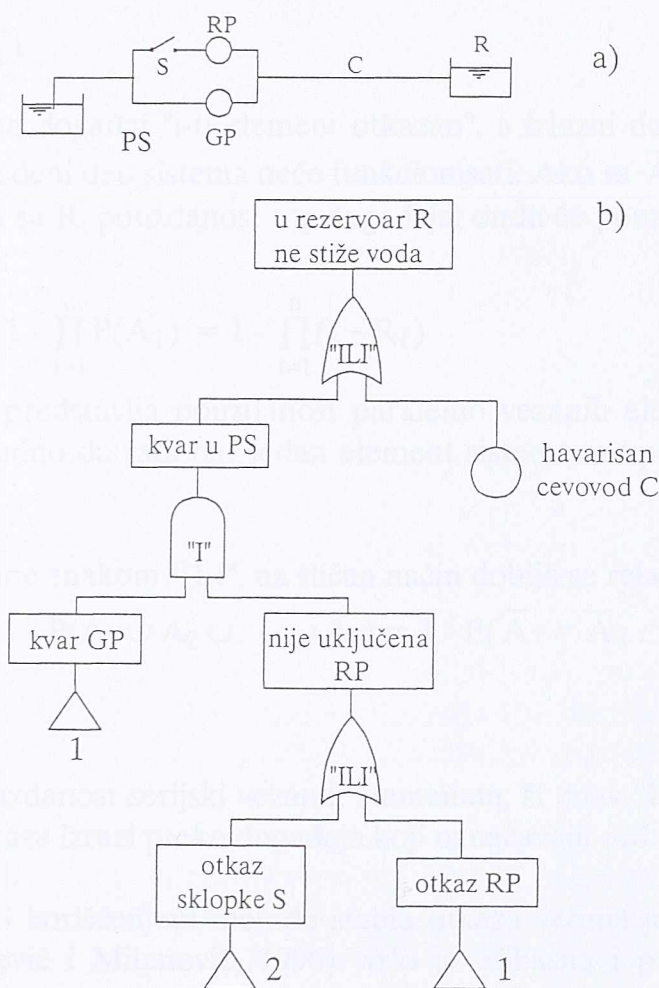 RP
S
C
R
a)
PS
GP
b)
u rezervoar R
ne stiže voda
"ILI"
kvar u PS
havarisan
cevovod C
"I"
kvar GP
nije uključena
RP
1
"ILI"
otkaz
sklopke S
otkaz RP
2
1